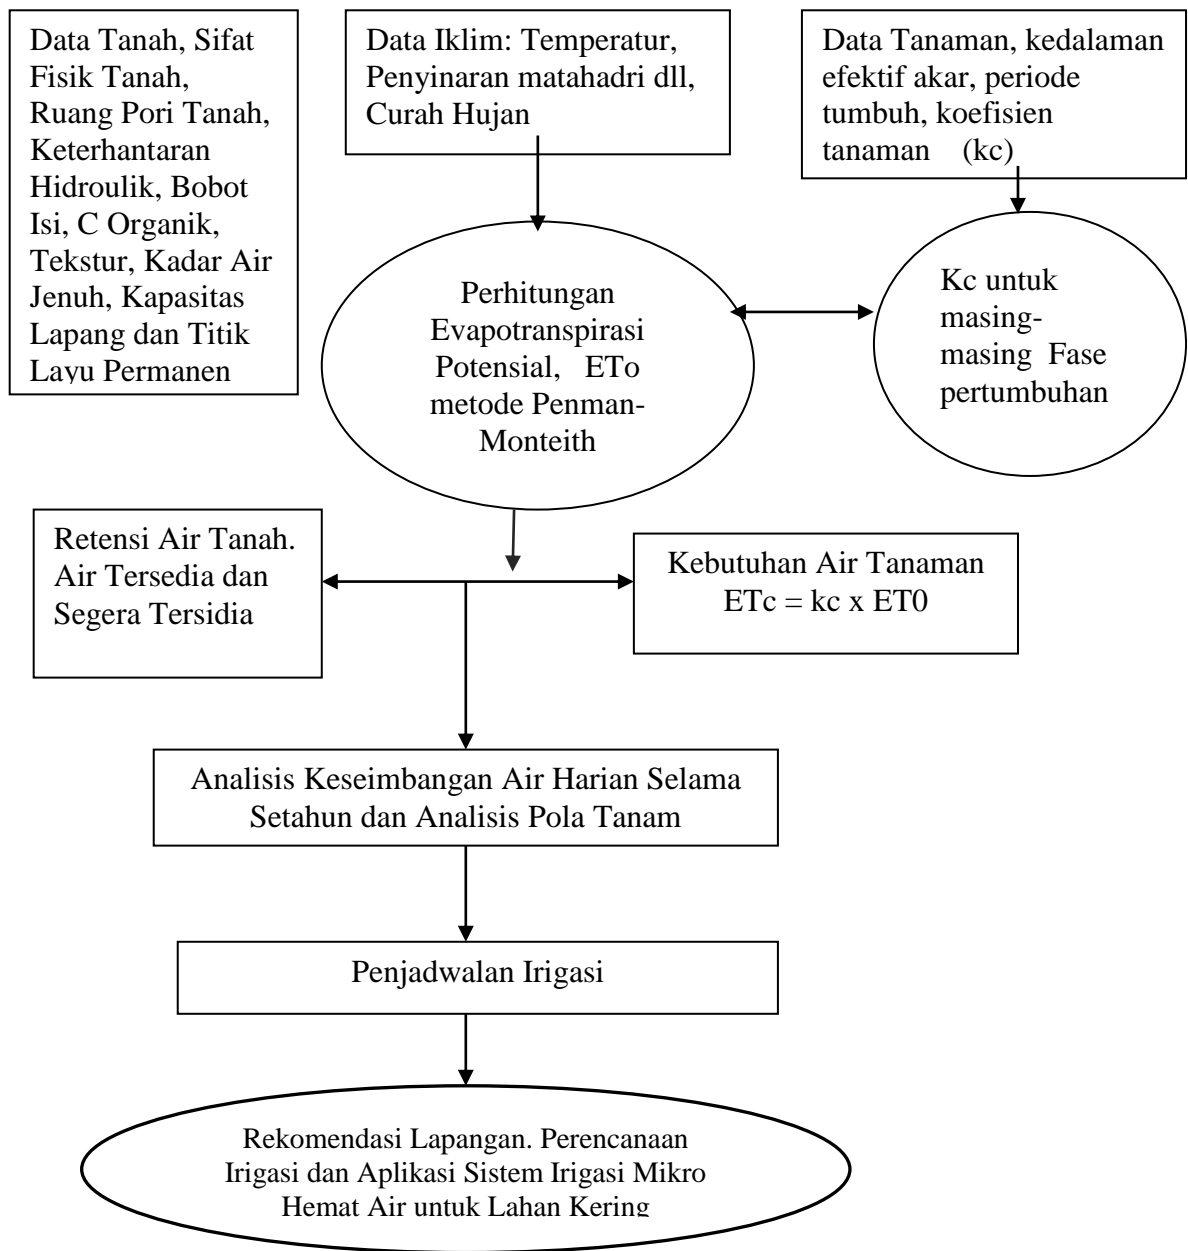 Data Tanah, Sifat
Fisik Tanah,
Ruang Pori Tanah,
Keterhantaran
Hidroulik, Bobot
Isi, C Organik,
Tekstur, Kadar Air
Jenuh, Kapasitas
Lapang dan Titik
Layu Permanen
Data Iklim: Temperatur,
Penyinaran matahadri dll,
Curah Hujan
Data Tanaman, kedalaman
efektif akar, periode
tumbuh, koefisien
tanaman (kc)
Perhitungan
Evapotranspirasi
Potensial, ETo
metode Penman-
Monteith
Kc untuk
masing-
masing Fase
pertumbuhan
Retensi Air Tanah.
Air Tersedia dan
Segera Tersidia
Kebutuhan Air Tanaman
ETc = kc x ET0
Analisis Keseimbangan Air Harian Selama
Setahun dan Analisis Pola Tanam
Penjadwalan Irigasi
Rekomendasi Lapangan. Perencanaan
Irigasi dan Aplikasi Sistem Irigasi Mikro
Hemat Air untuk Lahan Kering